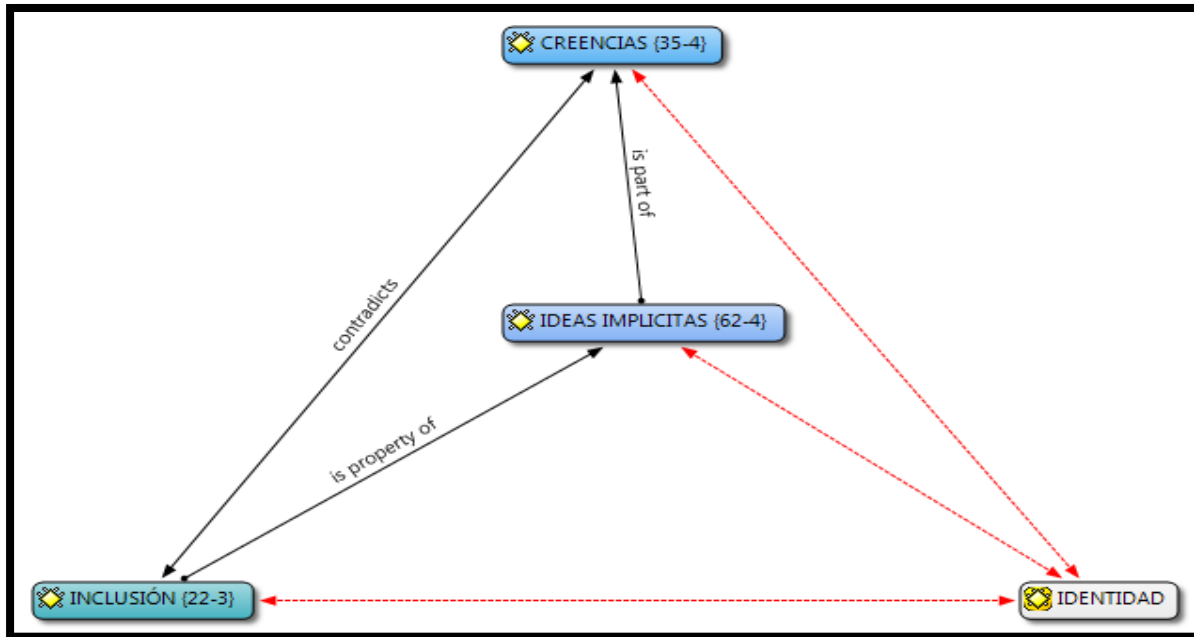 CREENCIAS {35-4}
is part of
contradicts
IDEAS IMPLICITAS {62-4}
is property of
INCLUSIÓN {22-3}
IDENTIDAD